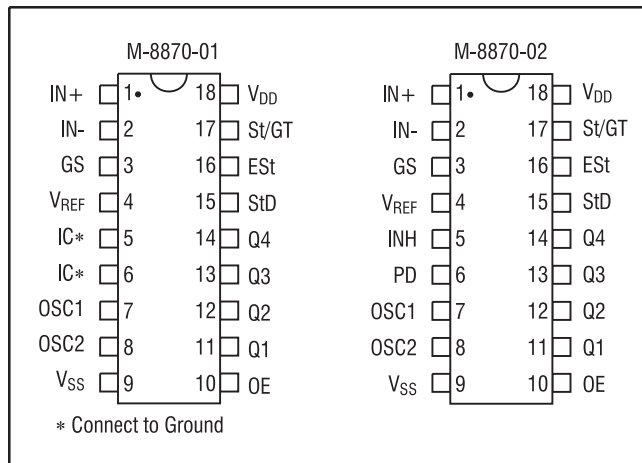 M-8870-01
IN+ 1 18 VDD
IN- 2 17 St/GT
GS 3 16 ESt
VREF 4 15 StD
IC* 5 14 Q4
IC* 6 13 Q3
OSC1 7 12 Q2
OSC2 8 11 Q1
VSS 9 10 OE
* Connect to Ground
M-8870-02
IN+ 1 18 VDD
IN- 2 17 St/GT
GS 3 16 ESt
VREF 4 15 StD
INH 5 14 Q4
PD 6 13 Q3
OSC1 7 12 Q2
OSC2 8 11 Q1
VSS 9 10 OE